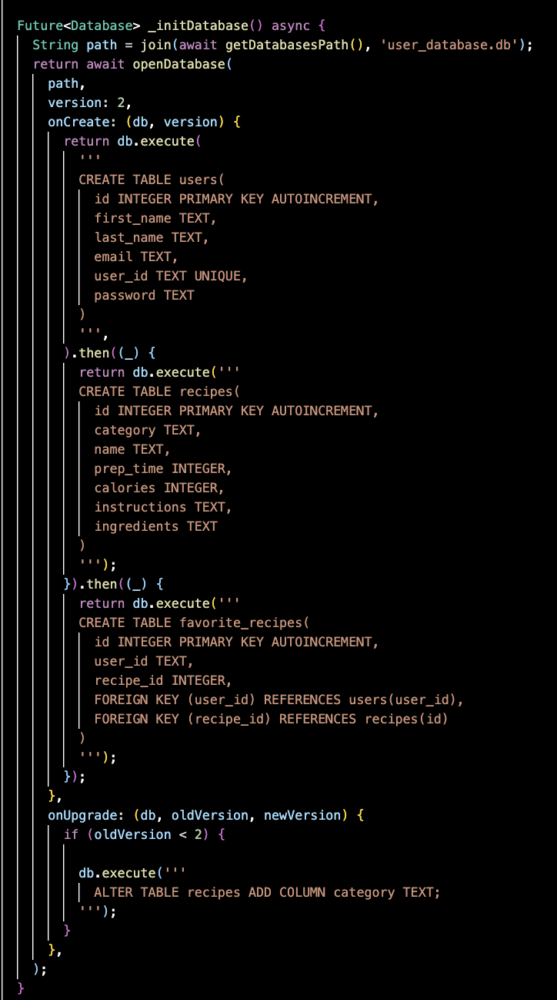 Future<Database> _initDatabase() async {
  String path = join(await getDatabasesPath(), 'user_database.db');
  return await openDatabase(
    path,
    version: 2,
    onCreate: (db, version) {
      return db.execute(
        '''
        CREATE TABLE users(
          id INTEGER PRIMARY KEY AUTOINCREMENT,
          first_name TEXT,
          last_name TEXT,
          email TEXT,
          user_id TEXT UNIQUE,
          password TEXT
        )
        ''',
      ).then((_) {
        return db.execute('''
        CREATE TABLE recipes(
          id INTEGER PRIMARY KEY AUTOINCREMENT,
          category TEXT,
          name TEXT,
          prep_time INTEGER,
          calories INTEGER,
          instructions TEXT,
          ingredients TEXT
        )
        ''');
      }).then((_) {
        return db.execute('''
        CREATE TABLE favorite_recipes(
          id INTEGER PRIMARY KEY AUTOINCREMENT,
          user_id TEXT,
          recipe_id INTEGER,
          FOREIGN KEY (user_id) REFERENCES users(user_id),
          FOREIGN KEY (recipe_id) REFERENCES recipes(id)
        )
        ''');
      });
    },
    onUpgrade: (db, oldVersion, newVersion) {
      if (oldVersion < 2) {

        db.execute('''
          ALTER TABLE recipes ADD COLUMN category TEXT;
        ''');
      }
    },
  );
}